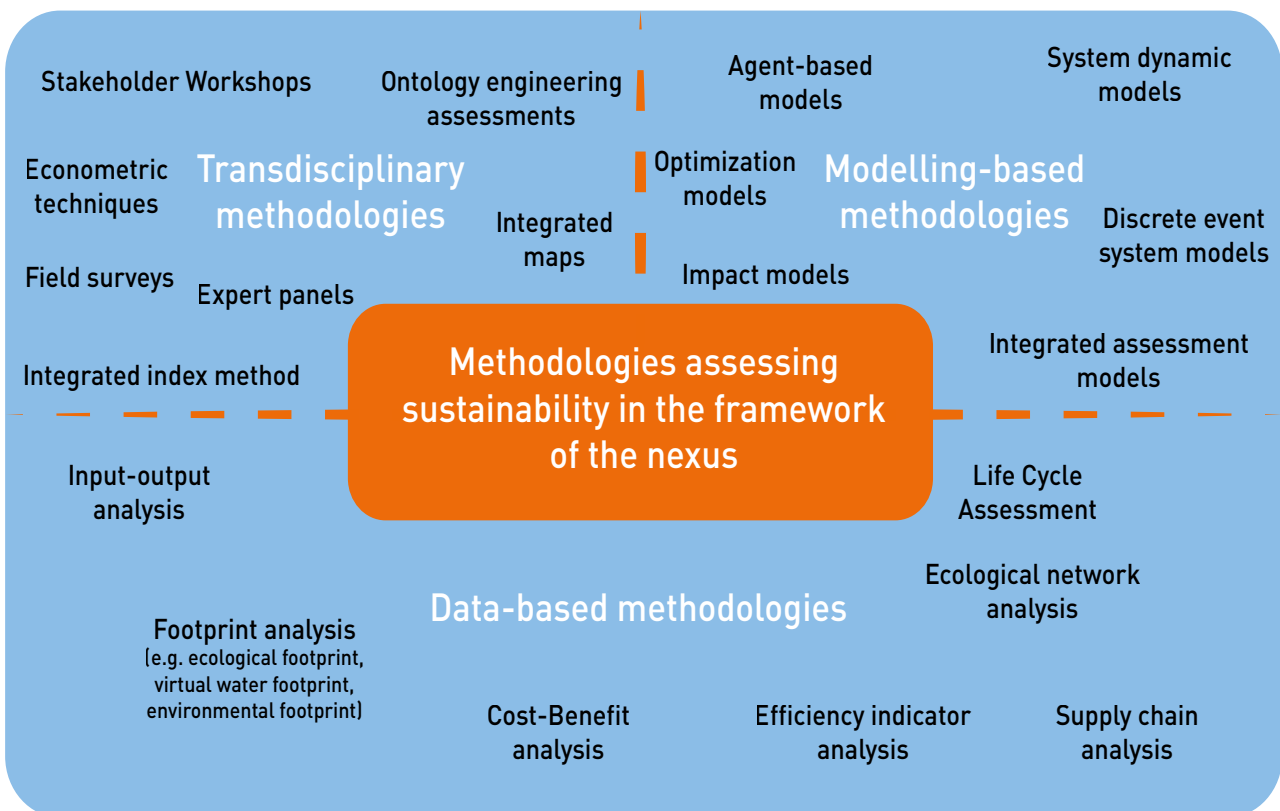 Stakeholder Workshops
Ontology engineering
assessments
Econometric
techniques
Transdisciplinary
methodologies
Integrated
maps
Field surveys
Expert panels
Integrated index method
Agent-based
models
System dynamic
models
Optimization
models
Modelling-based
methodologies
Discrete event
system models
Impact models
Integrated assessment
models
Methodologies assessing
sustainability in the framework
of the nexus
Input-output
analysis
Life Cycle
Assessment
Ecological network
analysis
Data-based methodologies
Footprint analysis
(e.g. ecological footprint,
virtual water footprint,
environmental footprint)
Cost-Benefit
analysis
Efficiency indicator
analysis
Supply chain
analysis